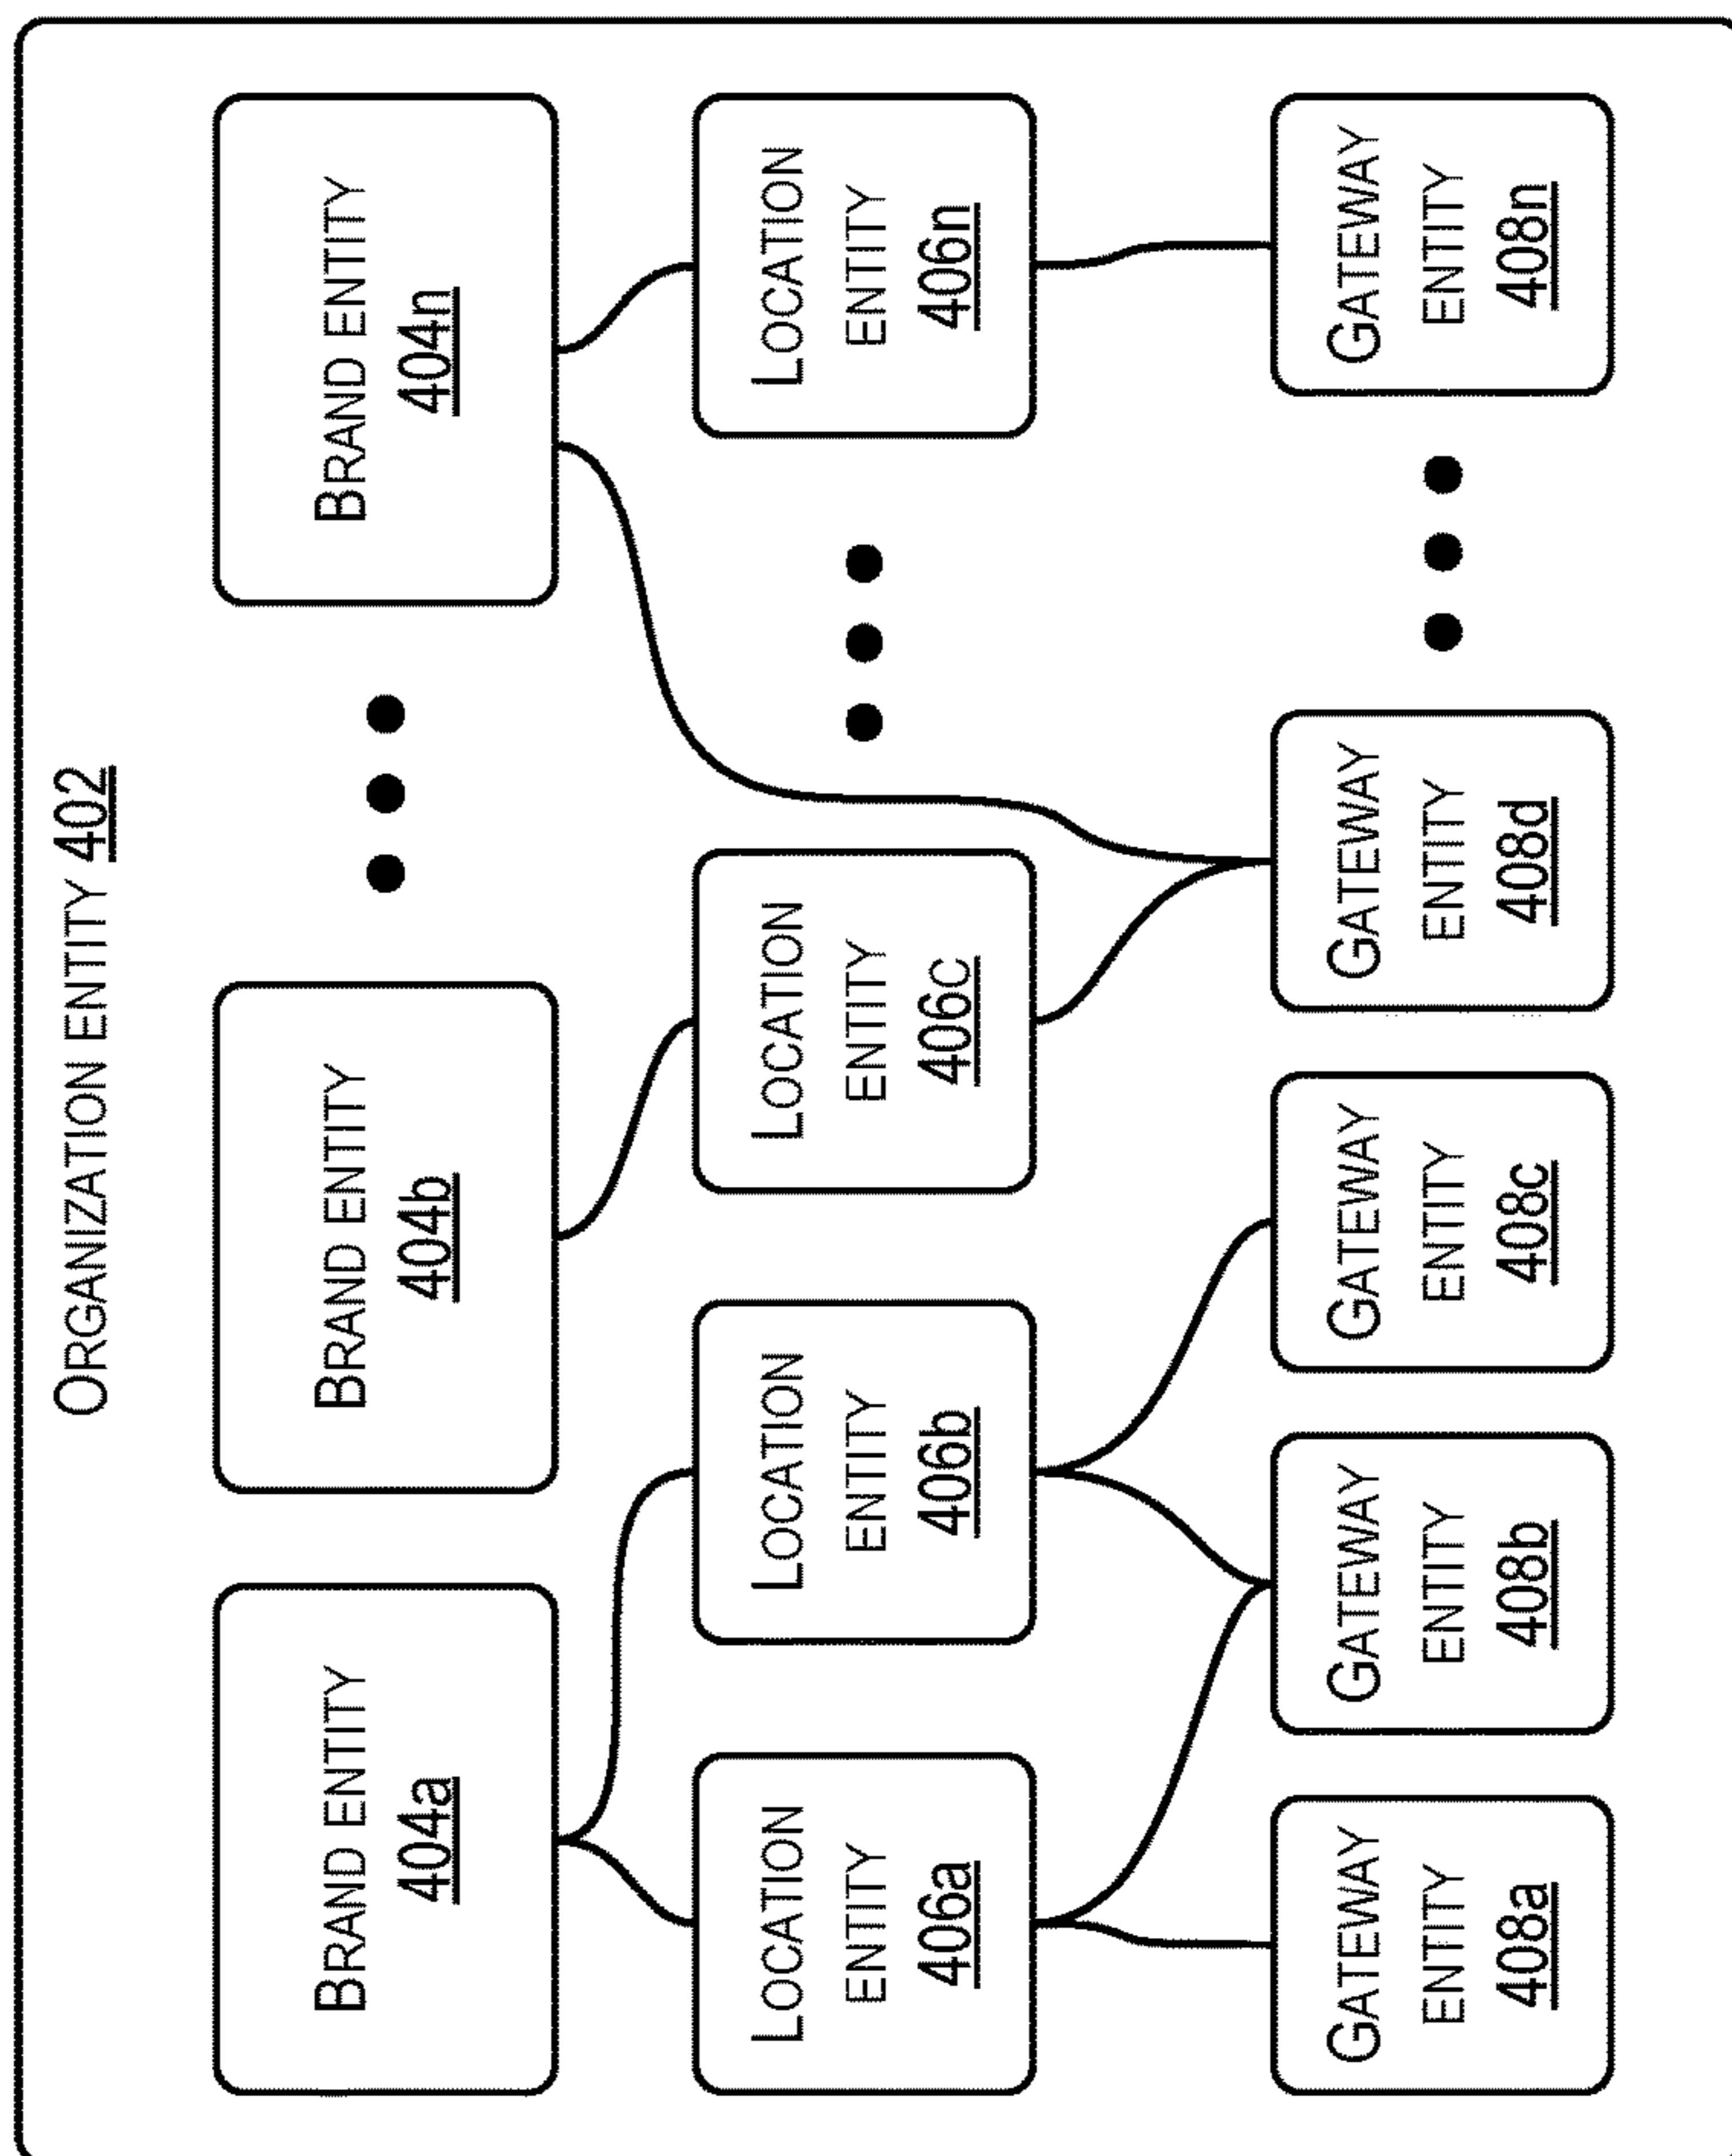 ORGANIZATION ENTITY 402
BRAND ENTITY
404a
BRAND ENTITY
404b
BRAND ENTITY
404n
LOCATION
ENTITY
406a
LOCATION
ENTITY
406b
LOCATION
ENTITY
406c
LOCATION
ENTITY
406n
GATEWAY
ENTITY
408a
GATEWAY
ENTITY
408b
GATEWAY
ENTITY
408c
GATEWAY
ENTITY
408d
GATEWAY
ENTITY
408n